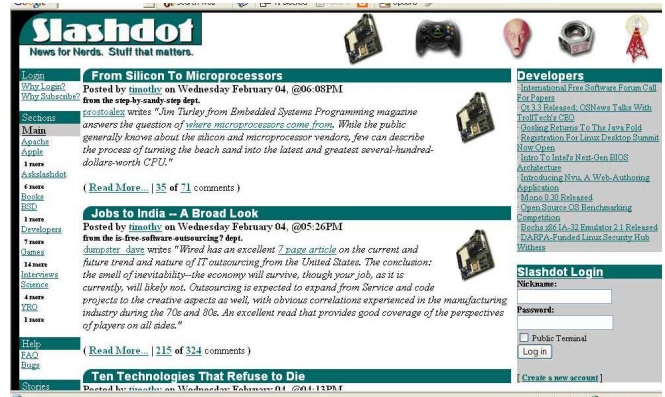 Slashdot
News for Nerds. Stuff that matters.
Login
Why Login?
Why Subscribe?
Sections
Main
Apache
Apple
1 more
Askslashdot
6 more
Books
BSD
1 more
Developers
7 more
Games
14 more
Interviews
Science
4 more
YRO
1 more
Help
FAQ
Bugs
Stories
From Silicon To Microprocessors
Posted by timothy on Wednesday February 04, @06:08PM
from the step-by-sandy-step dept.
prostoalex writes "Jim Turley from Embedded Systems Programming magazine
answers the question of where microprocessors come from. While the public
generally knows about the silicon and microprocessor vendors, few can describe
the process of turning the beach sand into the latest and greatest several-hundred-
dollars-worth CPU."
( Read More... | 35 of 71 comments )
Jobs to India -- A Broad Look
Posted by timothy on Wednesday February 04, @05:26PM
from the is-free-software-outsourcing? dept.
dumpster_dave writes "Wired has an excellent 7 page article on the current and
future trend and nature of IT outsourcing from the United States. The conclusion:
the smell of inevitability--the economy will survive, though your job, as it is
currently, will likely not. Outsourcing is expected to expand from Service and code
projects to the creative aspects as well, with obvious correlations experienced in the manufacturing
industry during the 70s and 80s. An excellent read that provides good coverage of the perspectives
of players on all sides."
( Read More... | 215 of 324 comments )
Ten Technologies That Refuse to Die
Posted by timothy on Wednesday February 04, @04:13PM
Developers
· International Free Software Forum Call
For Papers
· Qt 3.3 Released; OSNews Talks With
TrollTech's CEO
· Gosling Returns To The Java Fold
· Registration For Linux Desktop Summit
Now Open
· Intro To Intel's Next-Gen BIOS
Architecture
· Introducing Nvu, A Web-Authoring
Application
· Mono 0.30 Released
· Open Source OS Benchmarking
Competition
· Bochs x86 IA-32 Emulator 2.1 Released
· DARPA-Funded Linux Security Hub
Withers
Slashdot Login
Nickname:
Password:
Public Terminal
Log in
[ Create a new account ]